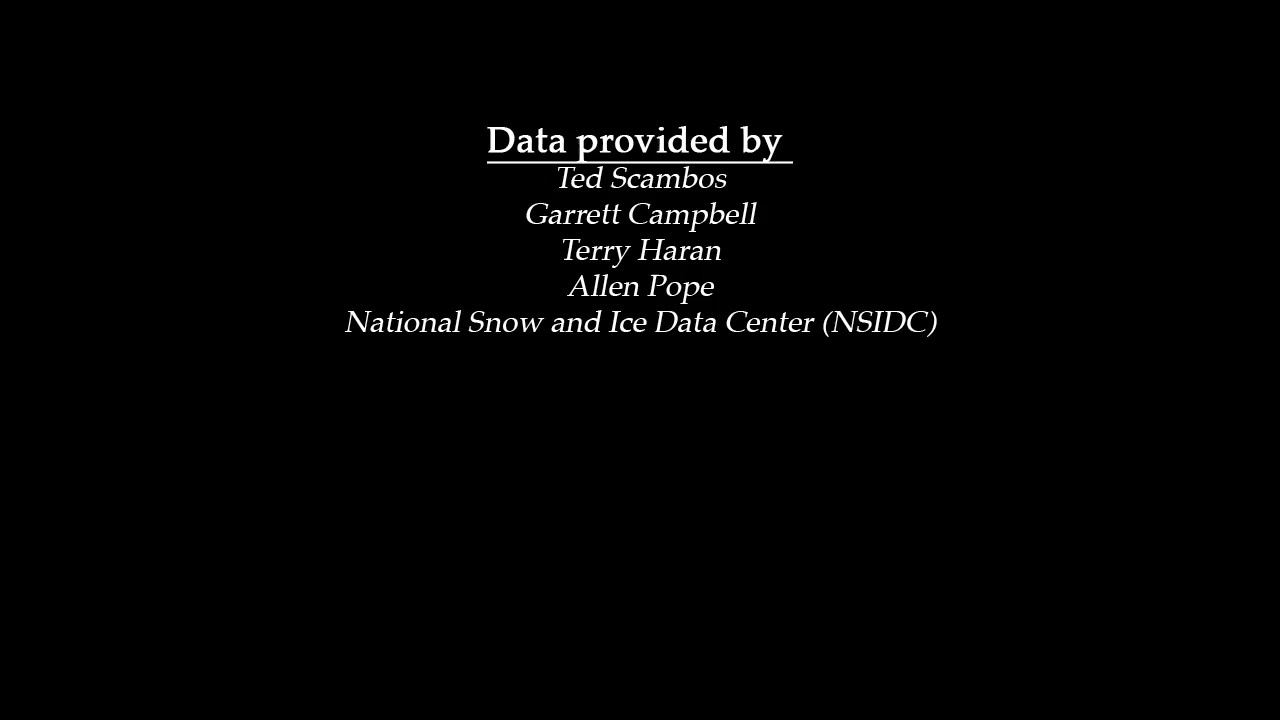 Data provided by
Ted Scambos
Garrett Campbell
Terry Haran
Allen Pope
National Snow and Ice Data Center (NSIDC)